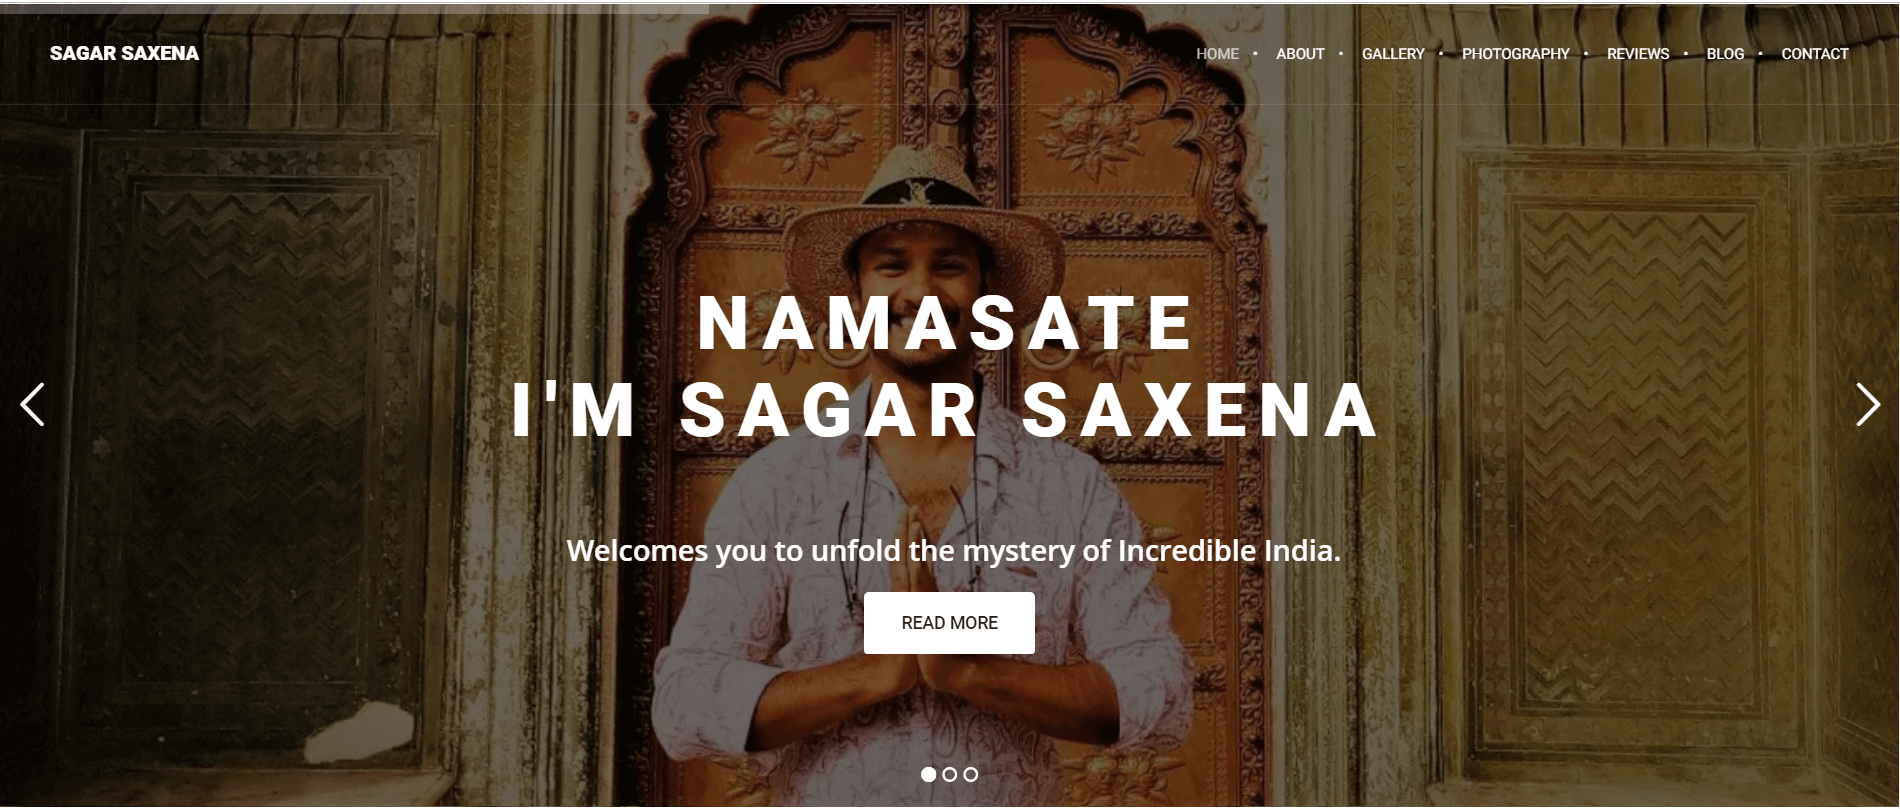 SAGAR SAXENA
HOME • ABOUT • GALLERY • PHOTOGRAPHY • REVIEWS • BLOG • CONTACT
NAMASATE
I'M SAGAR SAXENA
Welcomes you to unfold the mystery of Incredible India.
READ MORE